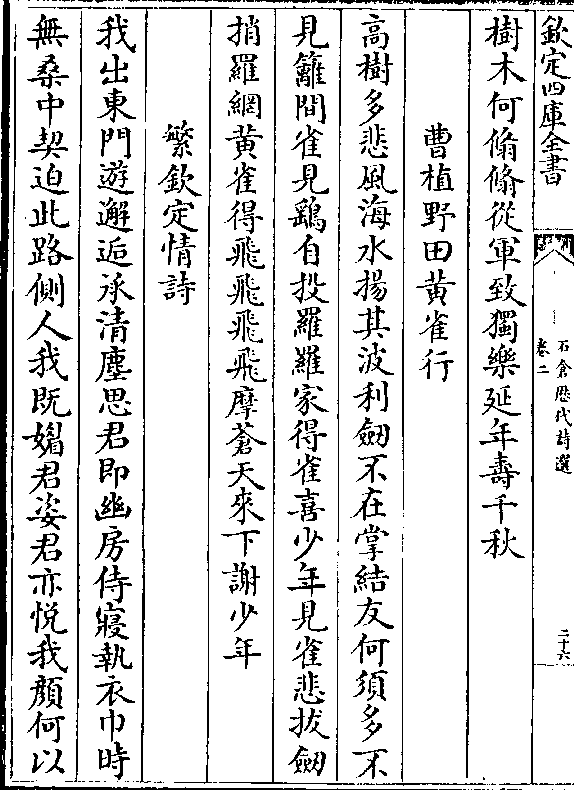 欽定四庫全書
石倉歴代詩選
卷二
二十六
樹木何脩脩從軍致獨樂延年壽千秋
曹植野田黄雀行
高樹多悲風海水揚其波利劒不在掌結友何須多不
見籬間雀見鷂自投羅羅家得雀喜少年見雀悲拔劒
捎羅網黄雀得飛飛飛飛摩蒼天來下謝少年
繁欽定情詩
我出東門遊邂逅承清塵思君即幽房侍寢執衣巾時
無桑中契迫此路側人我既媚君姿君亦悦我顔何以